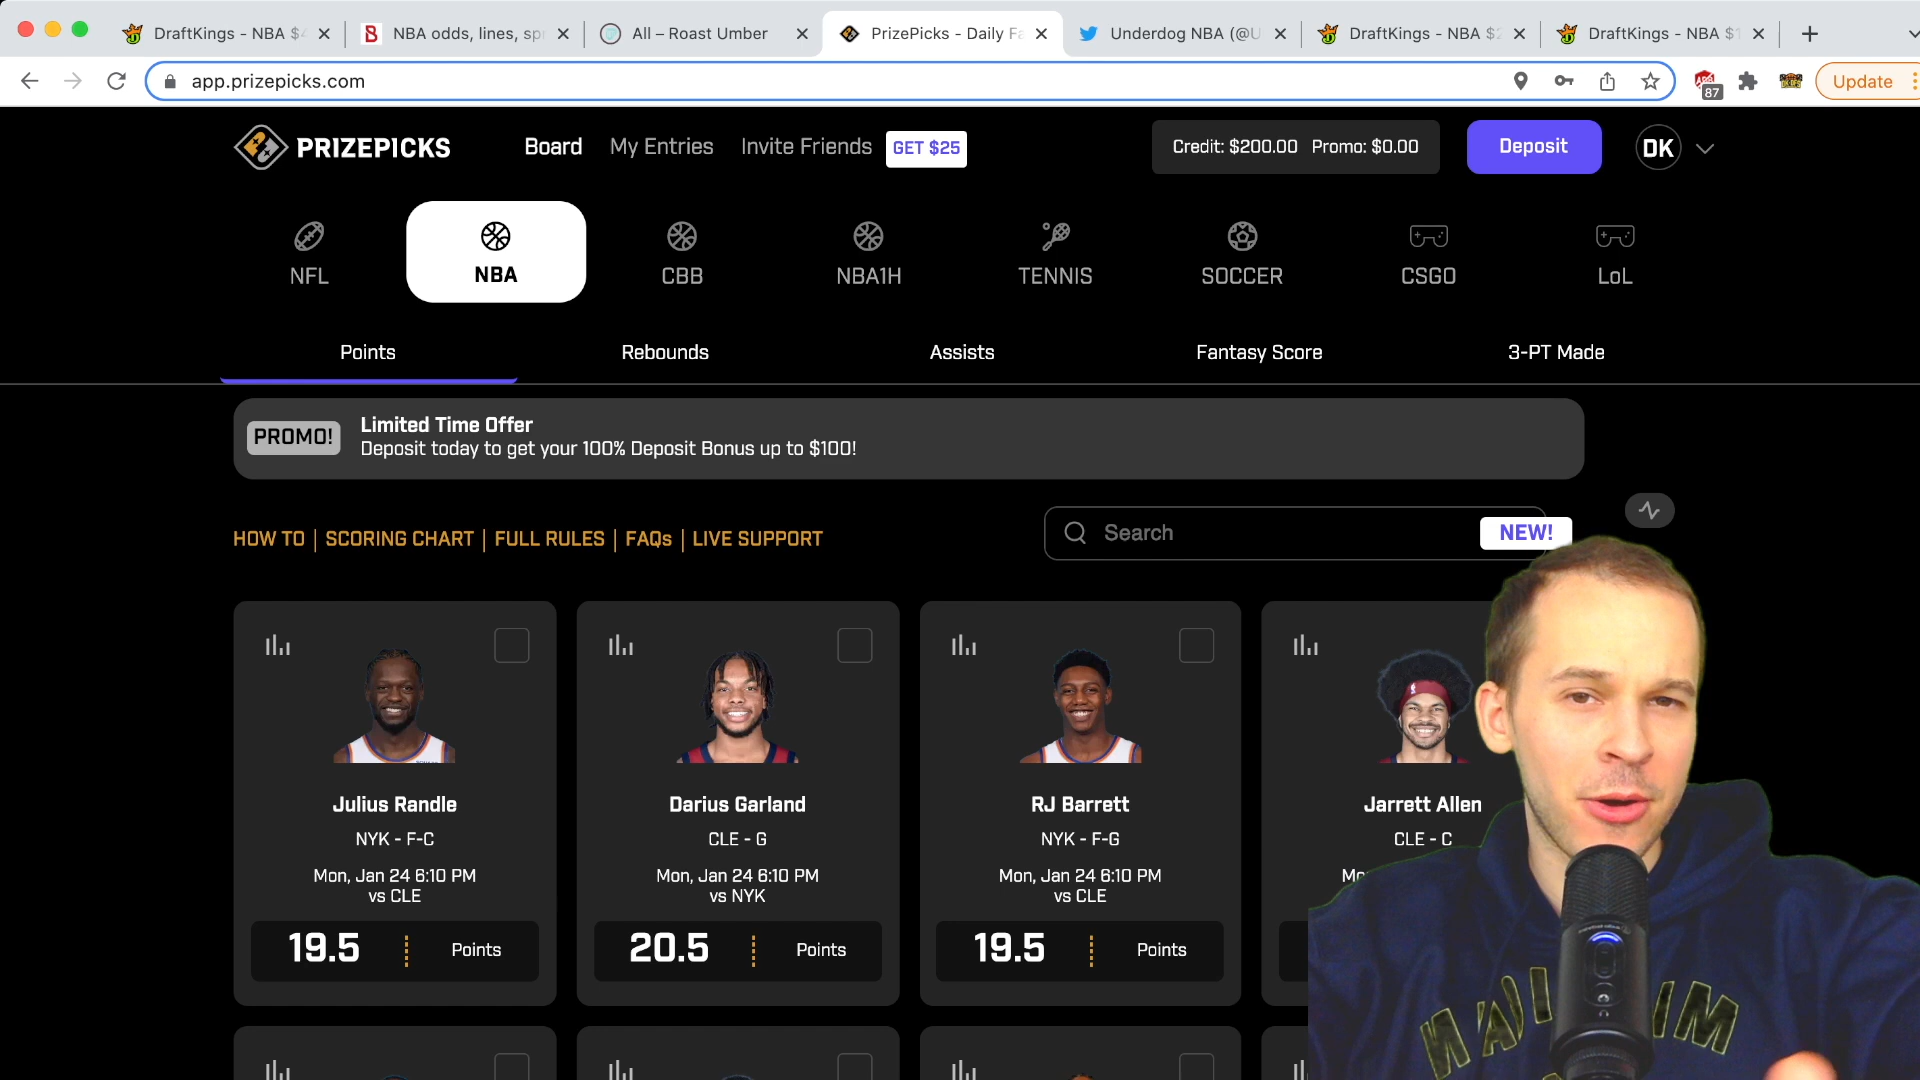 DraftKings - NBA $4
NBA odds, lines, sp
All – Roast Umber
PrizePicks - Daily Fa
Underdog NBA (@U
DraftKings - NBA $2
DraftKings - NBA $1
app.prizepicks.com
87
Update
PRIZEPICKS
Board
My Entries
Invite Friends
GET $25
Credit: $200.00 Promo: $0.00
Deposit
DK
NFL
NBA
CBB
NBA1H
TENNIS
SOCCER
CSGO
LoL
Points
Rebounds
Assists
Fantasy Score
3-PT Made
PROMO!
Limited Time Offer
Deposit today to get your 100% Deposit Bonus up to $100!
HOW TO | SCORING CHART | FULL RULES | FAQs | LIVE SUPPORT
Search
NEW!
Julius Randle
NYK - F-C
Mon, Jan 24 6:10 PM
vs CLE
19.5 Points
Darius Garland
CLE - G
Mon, Jan 24 6:10 PM
vs NYK
20.5 Points
RJ Barrett
NYK - F-G
Mon, Jan 24 6:10 PM
vs CLE
19.5 Points
Jarrett Allen
CLE - C
Mo